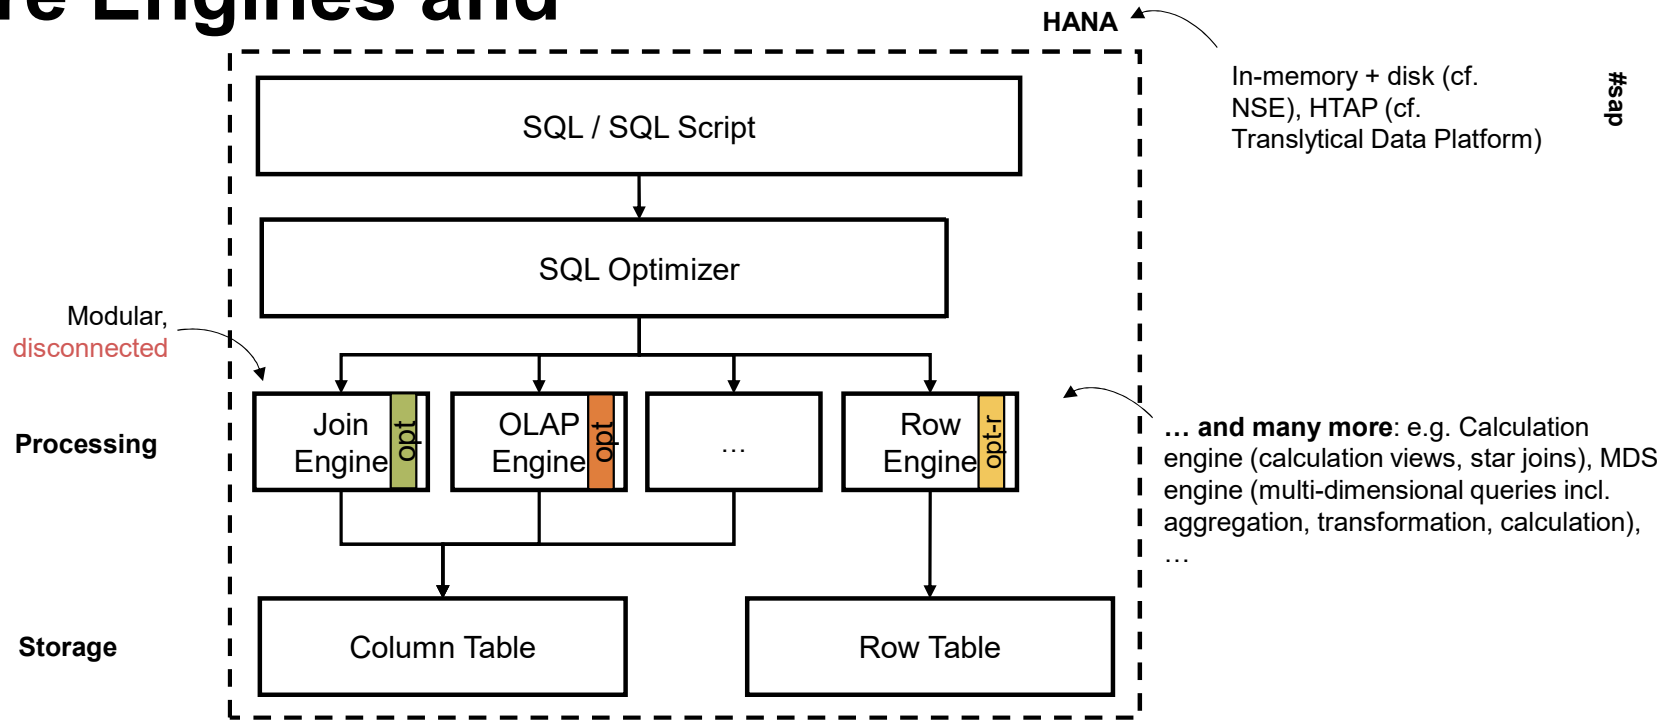 re Engines and
HANA
In-memory + disk (cf.
NSE), HTAP (cf.
Translytical Data Platform)
#sap
SQL / SQL Script
SQL Optimizer
Modular,
disconnected
Processing
Join
Engine
opt
OLAP
Engine
opt
...
Row
Engine
opt-r
… and many more: e.g. Calculation
engine (calculation views, star joins), MDS
engine (multi-dimensional queries incl.
aggregation, transformation, calculation),
…
Storage
Column Table
Row Table